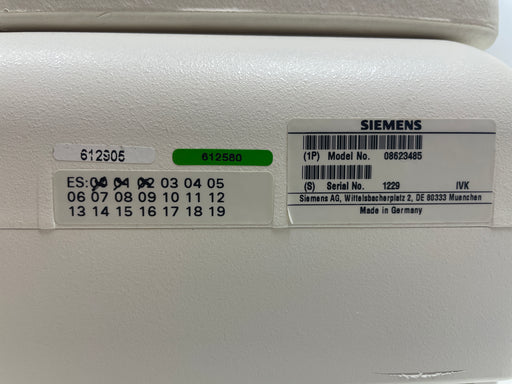 612905
612580
ES: 00 01 02 03 04 05
06 07 08 09 10 11 12
13 14 15 16 17 18 19
SIEMENS
(1P) Model No. 08623485
(S) Serial No. 1229 IVK
Siemens AG, Wittelsbacherplatz 2, DE 80333 Muenchen
Made in Germany